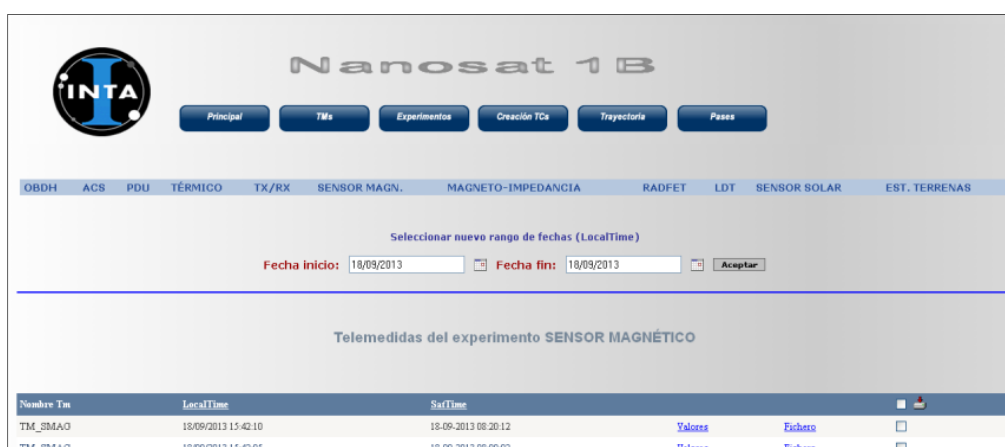 Nanosat 1B
INTA
Principal TMs Experimentos Creación TCs Trayectoria Pases
OBDH ACS PDU TÉRMICO TX/RX SENSOR MAGN. MAGNETO-IMPEDANCIA RADFET LDT SENSOR SOLAR EST. TERRENAS
Seleccionar nuevo rango de fechas (LocalTime)
Fecha inicio: 18/09/2013 Fecha fin: 18/09/2013 Aceptar
Telemedidas del experimento SENSOR MAGNÉTICO
Nombre Tm LocalTime SatTime
TM_SMAG 18/09/2013 15:42:10 18-09-2013 08:20:12 Valores Fichero